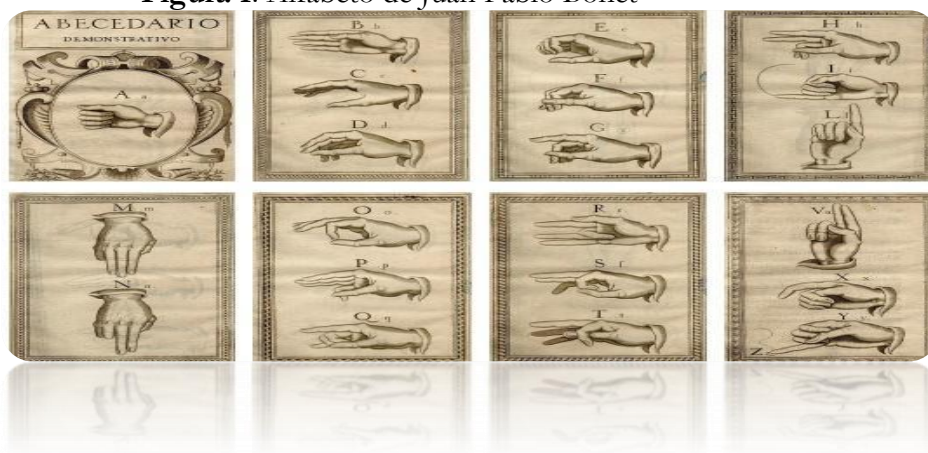 Figura 1. Alfabeto de Juan Pablo Bonet
ABECEDARIO
DEMONSTRATIVO
A a
B b
C c
D d
E e
F f
G g
H h
I i
L l
M m
N n
O o
P p
Q q
R r
S ſ
T t
V u
X x
Y y
Z